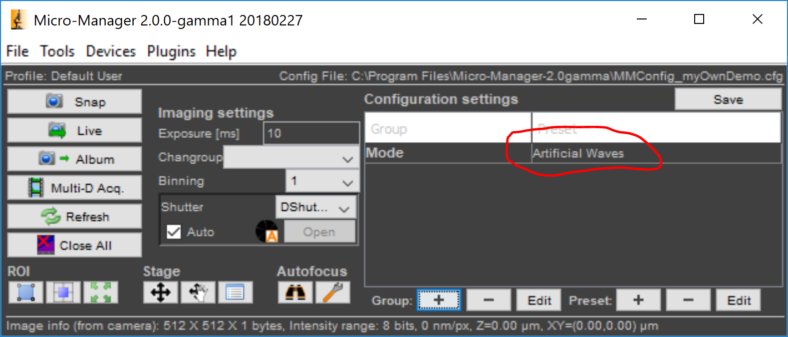 Micro-Manager 2.0.0-gamma1 20180227
File Tools Devices Plugins Help
Profile: Default User
Config File: C:\Program Files\Micro-Manager-2.0gamma\MMConfig_myOwnDemo.cfg
Snap
Live
Album
Multi-D Acq.
Refresh
Close All
Imaging settings
Exposure [ms] 10
Changroup
Binning 1
Shutter DShut...
Auto Open
Configuration settings
Save
Group Preset
Mode Artificial Waves
ROI
Stage
Autofocus
Group: + - Edit Preset: + - Edit
Image info (from camera): 512 X 512 X 1 bytes, Intensity range: 8 bits, 0 nm/px, Z=0.00 µm, XY=(0.00,0.00) µm